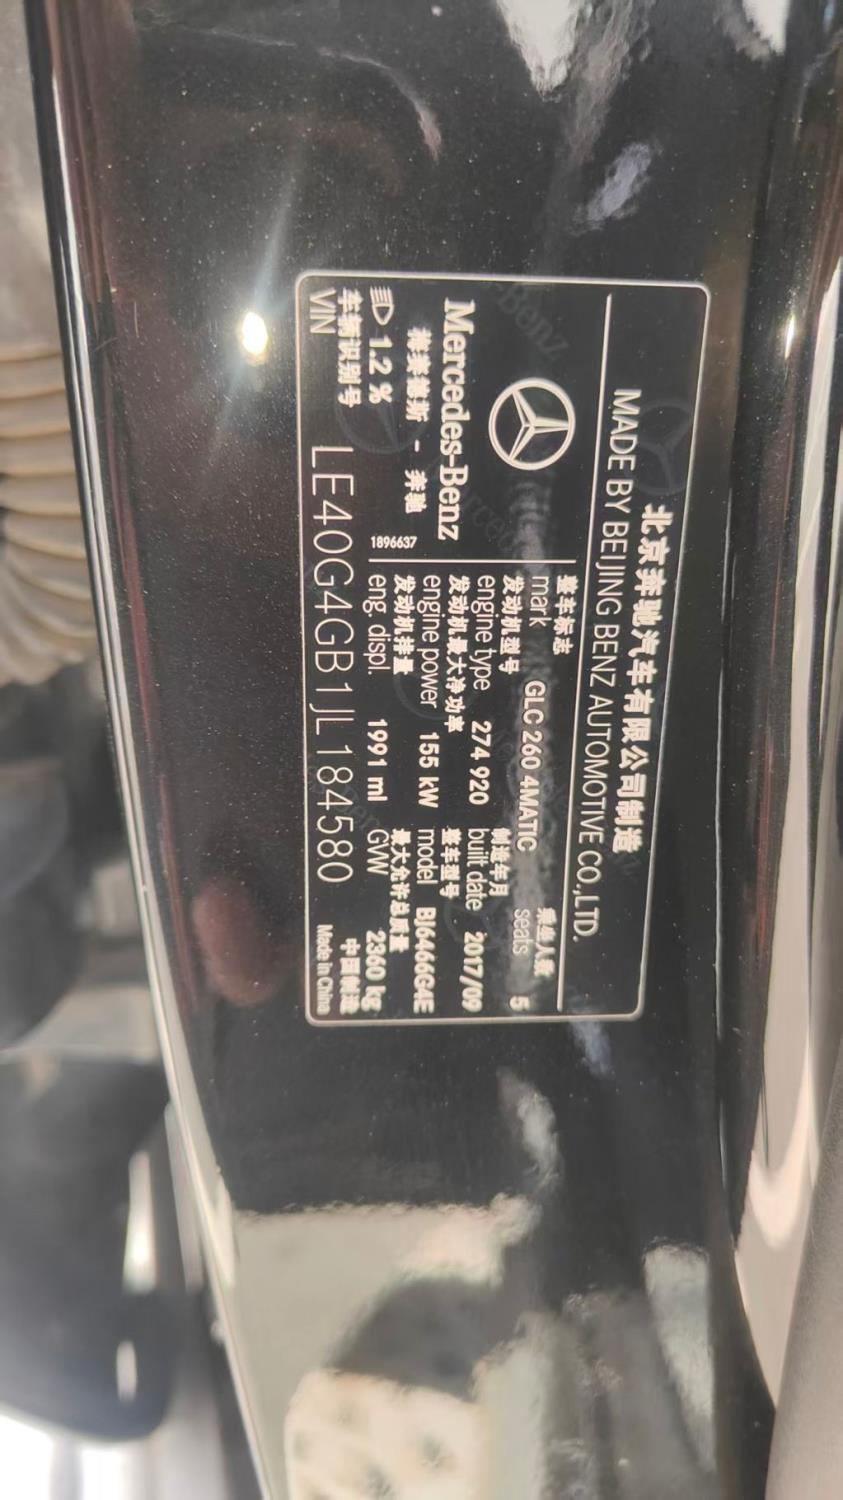 北京奔驰汽车有限公司制造
MADE BY BEIJING BENZ AUTOMOTIVE CO.,LTD.
Mercedes-Benz
梅赛德斯 - 奔驰
1.2 %
1896637
整车标志
mark GLC 260 4MATIC
乘坐人数
seats 5
发动机型号
engine type 274 920
制造年月
built date 2017/09
发动机最大净功率
engine power 155 kW
整车型号
model BJ6466G4E
发动机排量
eng. displ. 1991 ml
最大允许总质量
GVW 2360 kg
车辆识别号
VIN LE40G4GB1JL184580
中国制造
Made in China